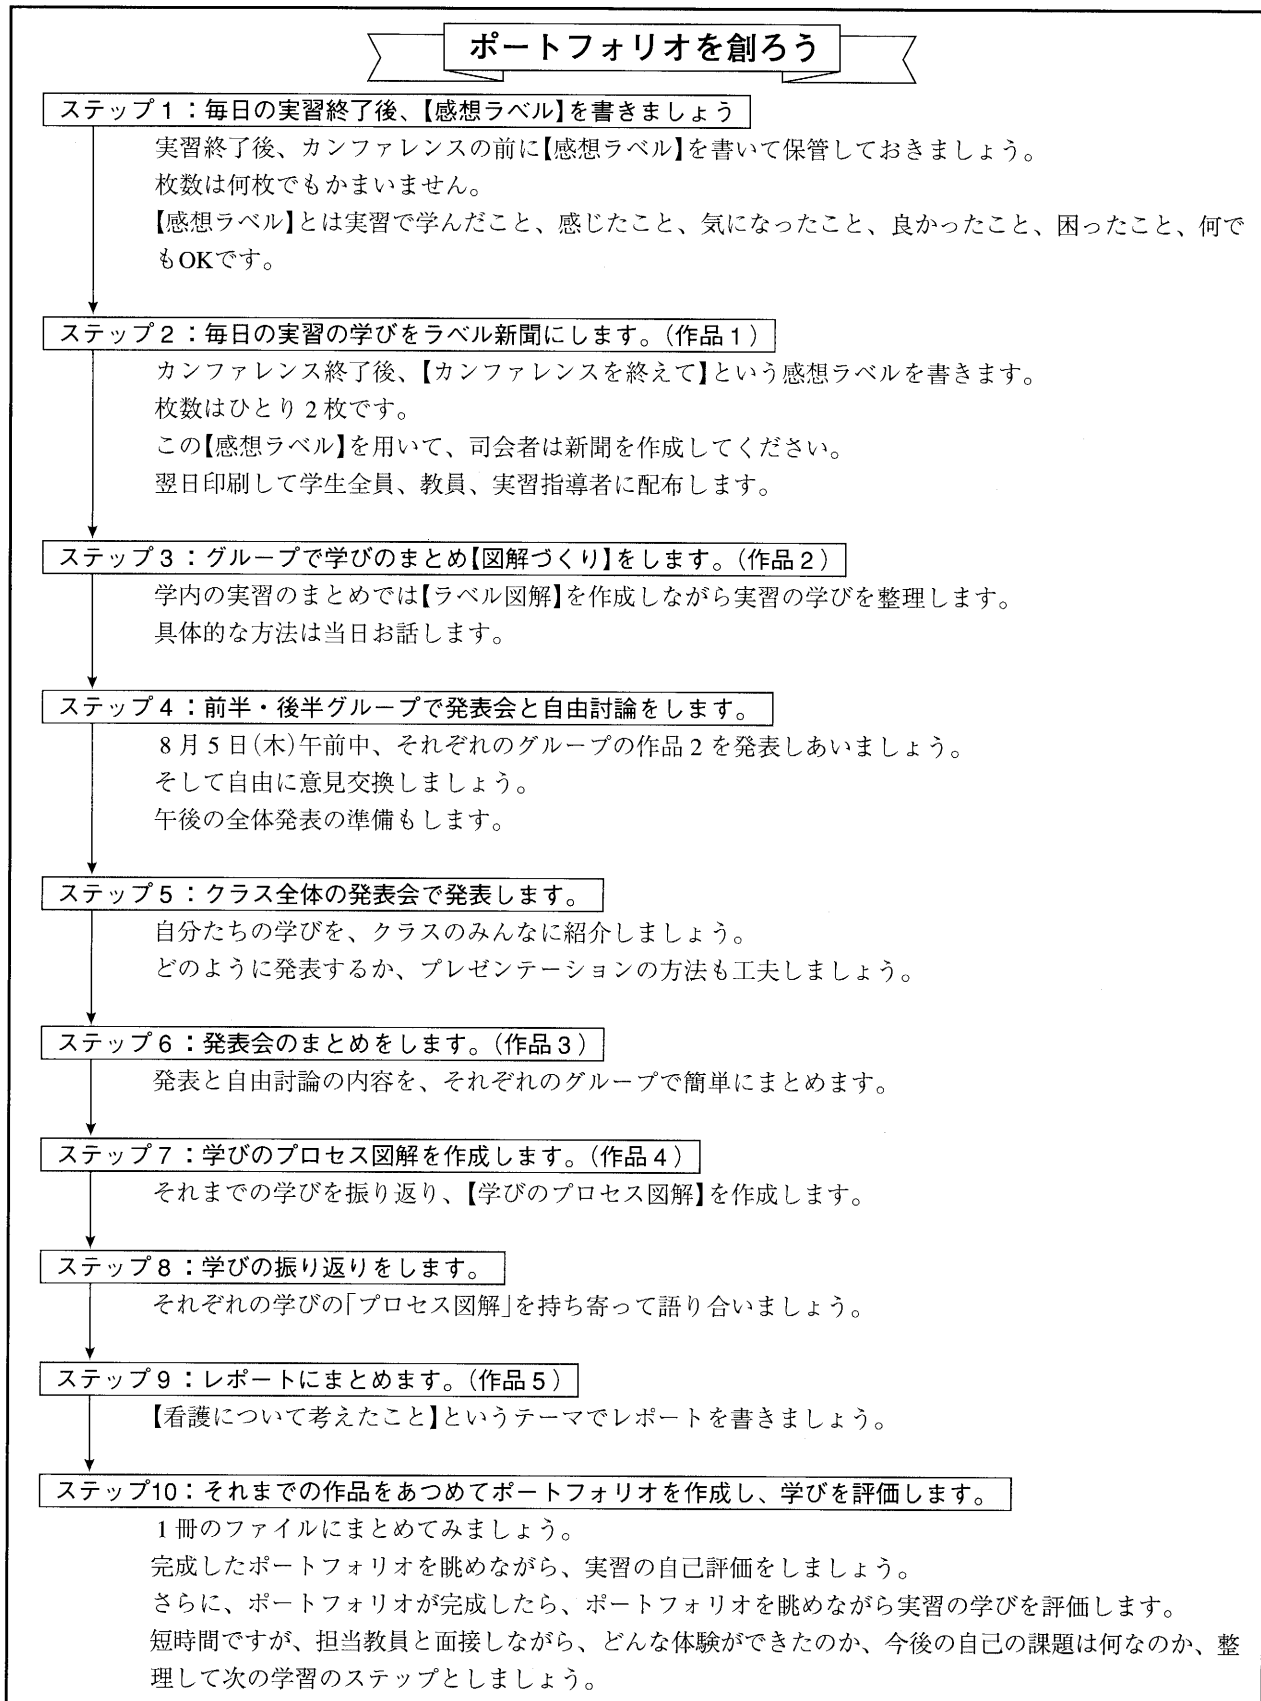 ポートフォリオを創ろう
ステップ1：毎日の実習終了後、【感想ラベル】を書きましょう
実習終了後、カンファレンスの前に【感想ラベル】を書いて保管しておきましょう。
枚数は何枚でもかまいません。
【感想ラベル】とは実習で学んだこと、感じたこと、気になったこと、良かったこと、困ったこと、何で
もOKです。
ステップ2：毎日の実習の学びをラベル新聞にします。（作品1）
カンファレンス終了後、【カンファレンスを終えて】という感想ラベルを書きます。
枚数はひとり2枚です。
この【感想ラベル】を用いて、司会者は新聞を作成してください。
翌日印刷して学生全員、教員、実習指導者に配布します。
ステップ3：グループで学びのまとめ【図解づくり】をします。（作品2）
学内の実習のまとめでは【ラベル図解】を作成しながら実習の学びを整理します。
具体的な方法は当日お話します。
ステップ4：前半・後半グループで発表会と自由討論をします。
8月5日（木）午前中、それぞれのグループの作品2を発表しあいましょう。
そして自由に意見交換しましょう。
午後の全体発表の準備もします。
ステップ5：クラス全体の発表会で発表します。
自分たちの学びを、クラスのみんなに紹介しましょう。
どのように発表するか、プレゼンテーションの方法も工夫しましょう。
ステップ6：発表会のまとめをします。（作品3）
発表と自由討論の内容を、それぞれのグループで簡単にまとめます。
ステップ7：学びのプロセス図解を作成します。（作品4）
それまでの学びを振り返り、【学びのプロセス図解】を作成します。
ステップ8：学びの振り返りをします。
それぞれの学びの「プロセス図解」を持ち寄って語り合いましょう。
ステップ9：レポートにまとめます。（作品5）
【看護について考えたこと】というテーマでレポートを書きましょう。
ステップ10：それまでの作品をあつめてポートフォリオを作成し、学びを評価します。
1冊のファイルにまとめてみましょう。
完成したポートフォリオを眺めながら、実習の自己評価をしましょう。
さらに、ポートフォリオが完成したら、ポートフォリオを眺めながら実習の学びを評価します。
短時間ですが、担当教員と面接しながら、どんな体験ができたのか、今後の自己の課題は何なのか、整
理して次の学習のステップとしましょう。